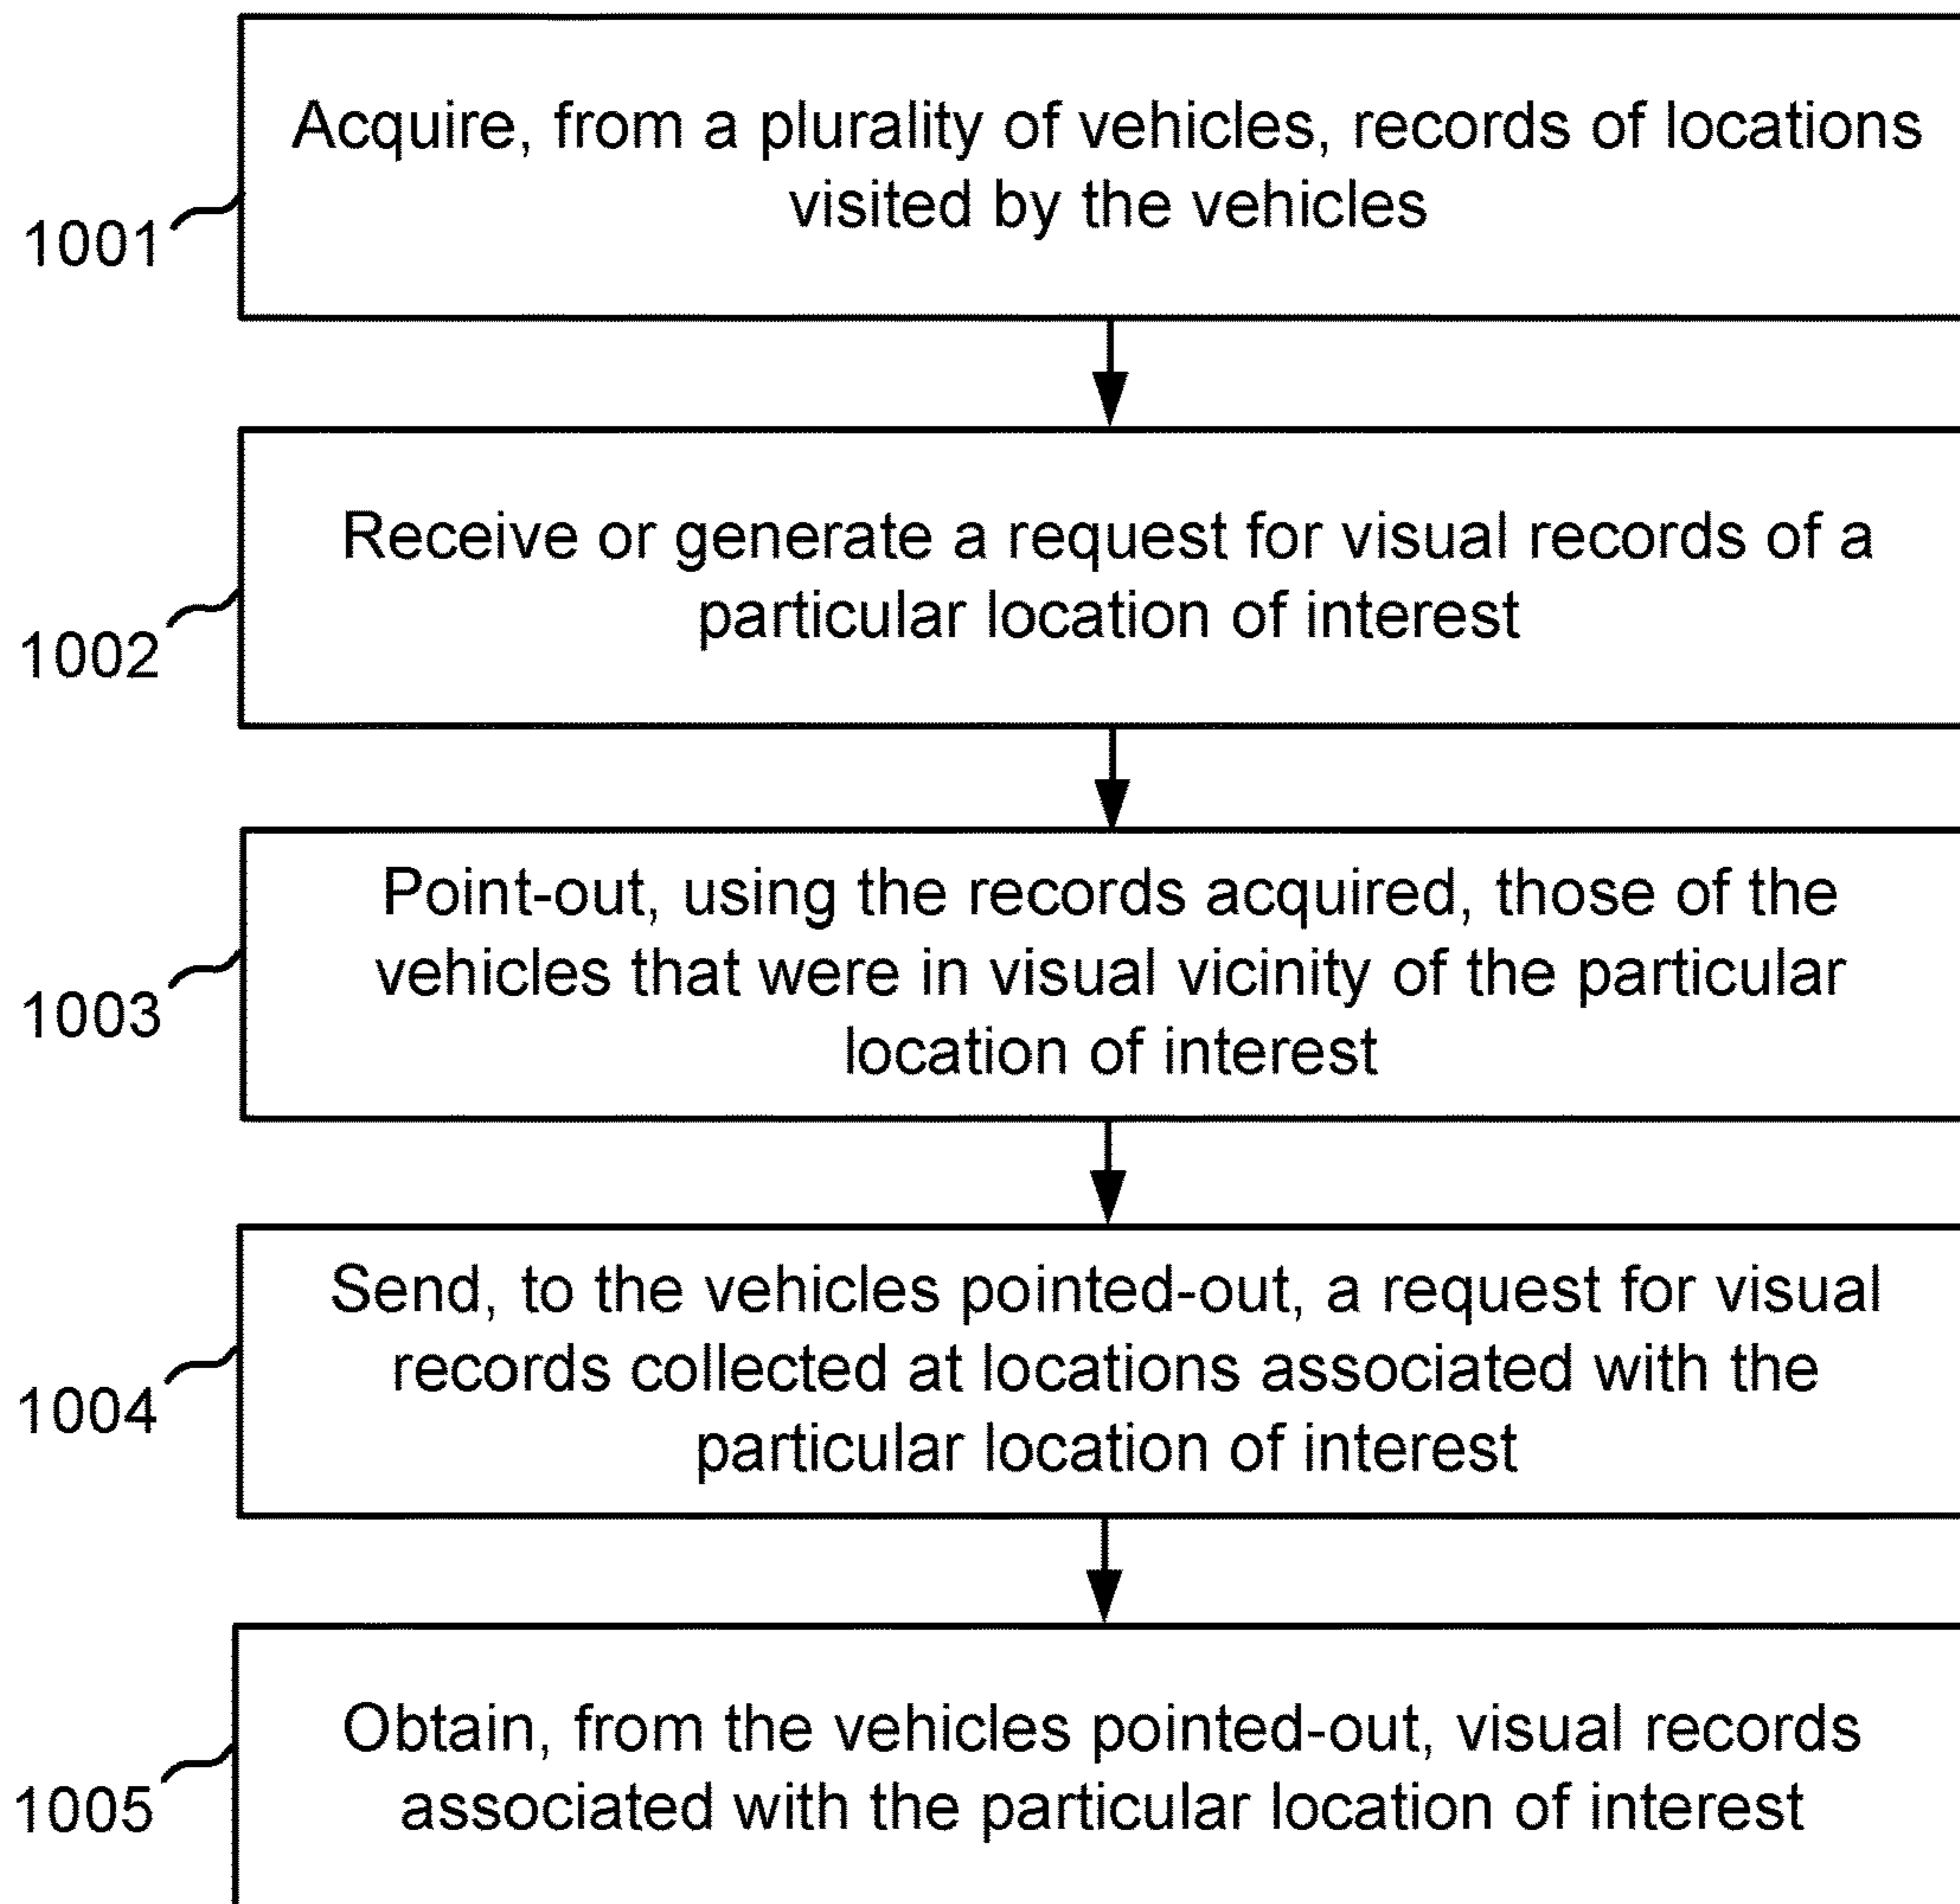 Acquire, from a plurality of vehicles, records of locations
visited by the vehicles
1001
Receive or generate a request for visual records of a
particular location of interest
1002
Point-out, using the records acquired, those of the
vehicles that were in visual vicinity of the particular
location of interest
1003
Send, to the vehicles pointed-out, a request for visual
records collected at locations associated with the
particular location of interest
1004
Obtain, from the vehicles pointed-out, visual records
associated with the particular location of interest
1005